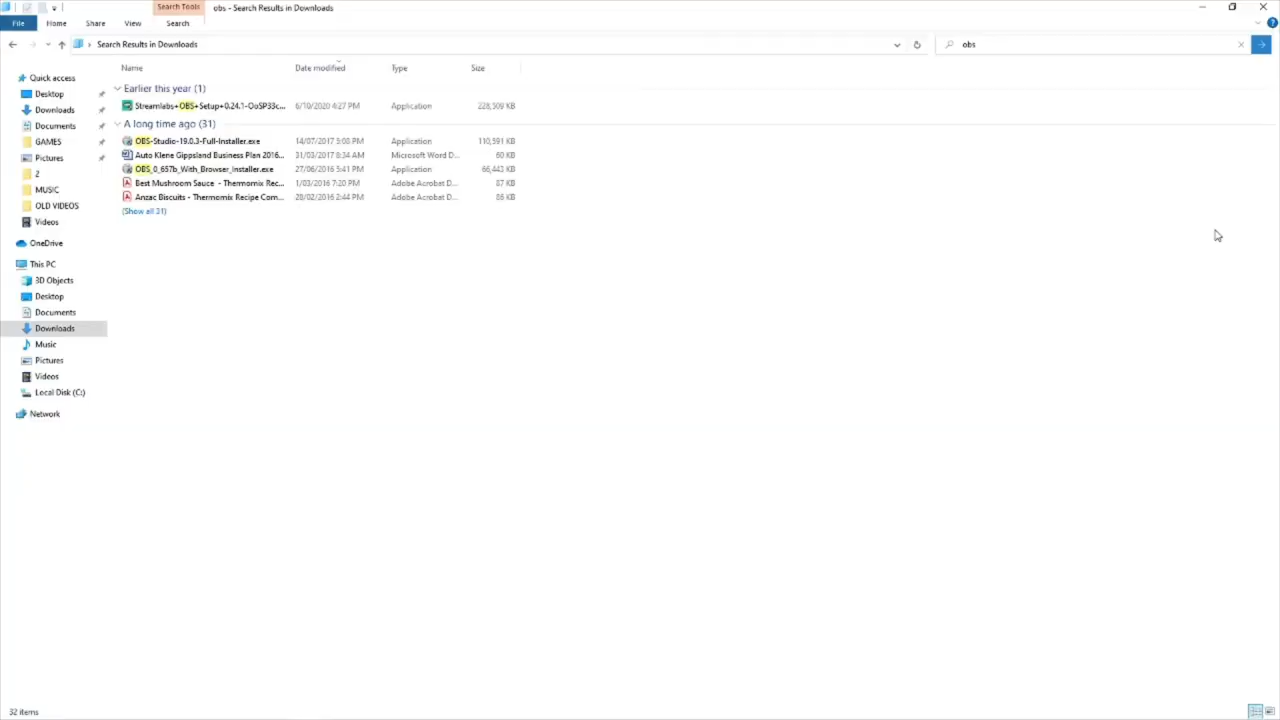 Search Tools
obs - Search Results in Downloads
File Home Share View Search
Search Results in Downloads
obs
Name Date modified Type Size
Quick access
Desktop
Downloads
Documents
GAMES
Pictures
2
MUSIC
OLD VIDEOS
Videos
OneDrive
This PC
3D Objects
Desktop
Documents
Downloads
Music
Pictures
Videos
Local Disk (C:)
Network
Earlier this year (1)
Streamlabs+OBS+Setup+0.24.1-OoSP33c... 6/10/2020 4:27 PM Application KB
A long time ago (31)
OBS-Studio-19.0.3-Full-Installer.exe 14/07/2017 PM Application 110,591 KB
Auto Klene Gippsland Business Plan 2016... 31/03/2017 8:34 AM Microsoft Word D... 60 KB
OBS_0_657b_With_Browser_Installer.exe 27/06/2016 5:41 PM Application 66,443 KB
Best Mushroom Sauce - Thermomix Rec... 1/03/2016 7:20 PM Adobe Acrobat D... 87 KB
Anzac Biscuits - Thermomix Recipe Com... 28/02/2016 2:44 PM Adobe Acrobat D... KB
(Show all 31)
32 items